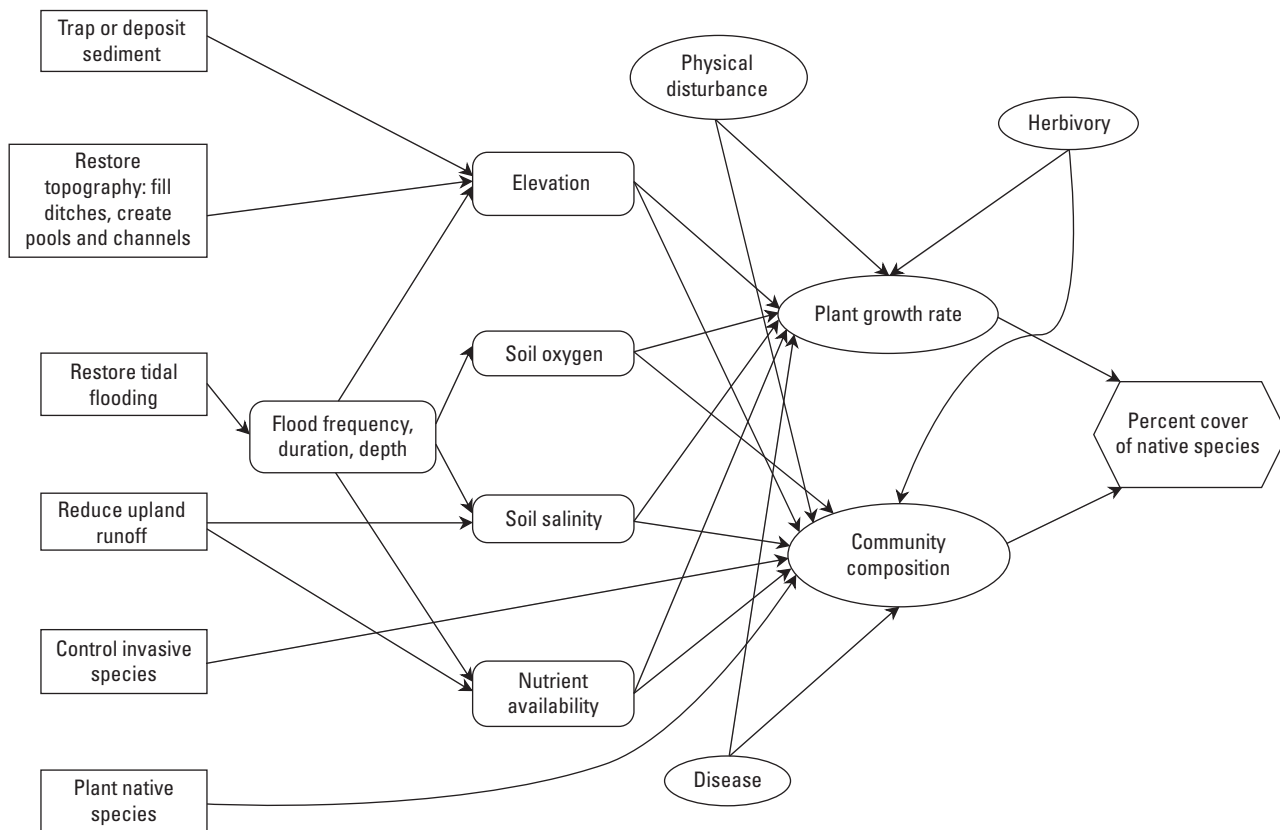 Trap or deposit
sediment
Physical
disturbance
Herbivory
Restore
topography: fill
ditches, create
pools and channels
Elevation
Plant growth rate
Soil oxygen
Restore tidal
flooding
Flood frequency,
duration, depth
Percent cover
of native species
Reduce upland
runoff
Soil salinity
Community
composition
Control invasive
species
Nutrient
availability
Plant native
species
Disease